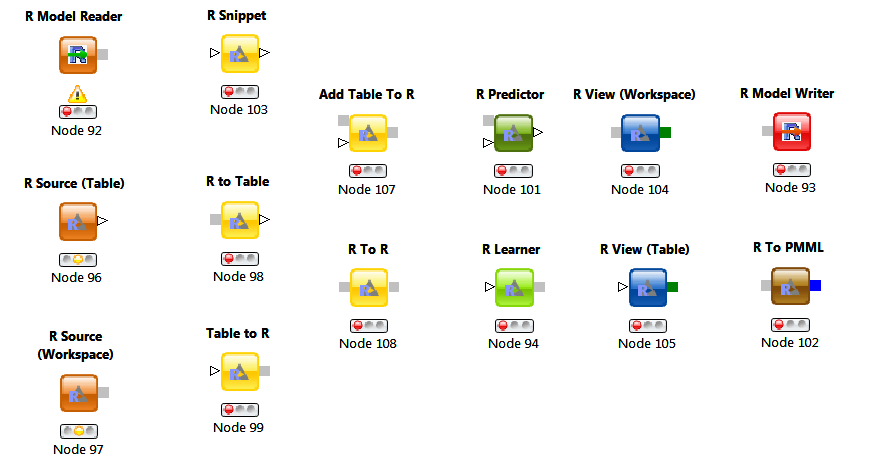 R Model Reader
Node 92
R Snippet
Node 103
Add Table To R
Node 107
R Predictor
Node 101
R View (Workspace)
Node 104
R Model Writer
Node 93
R Source (Table)
Node 96
R to Table
Node 98
R To R
Node 108
R Learner
Node 94
R View (Table)
Node 105
R To PMML
Node 102
R Source
(Workspace)
Node 97
Table to R
Node 99